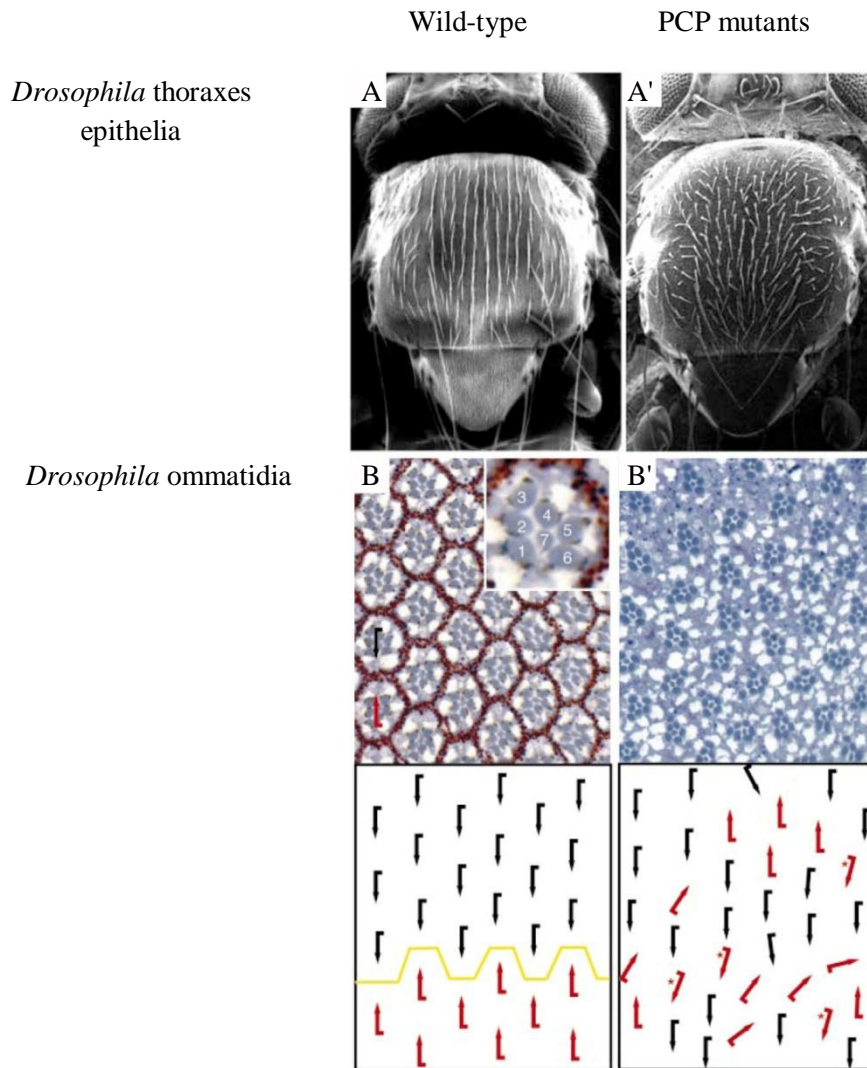 Wild-type
PCP mutants
Drosophila thoraxes
epithelia
A
A'
Drosophila ommatidia
B
3
4
2
5
7
1
6
B'